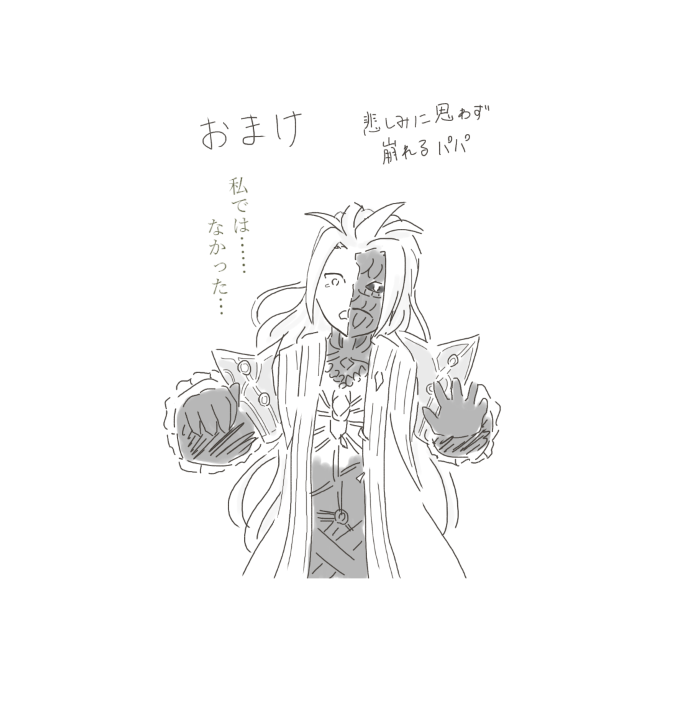 おまけ
悲しみに思わず
崩れるパパ
私では……
なかった…